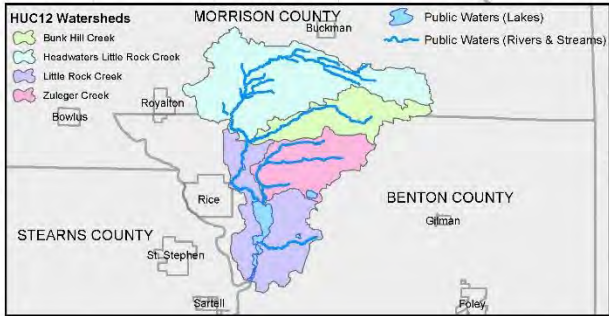 HUC12 Watersheds
Bunk Hill Creek
Headwaters Little Rock Creek
Little Rock Creek
Zuleger Creek
MORRISON COUNTY
Buckman
Public Waters (Lakes)
Public Waters (Rivers & Streams)
Royalton
Bowlus
Rice
BENTON COUNTY
Gilman
STEARNS COUNTY
St. Stephen
Sartell
Foley